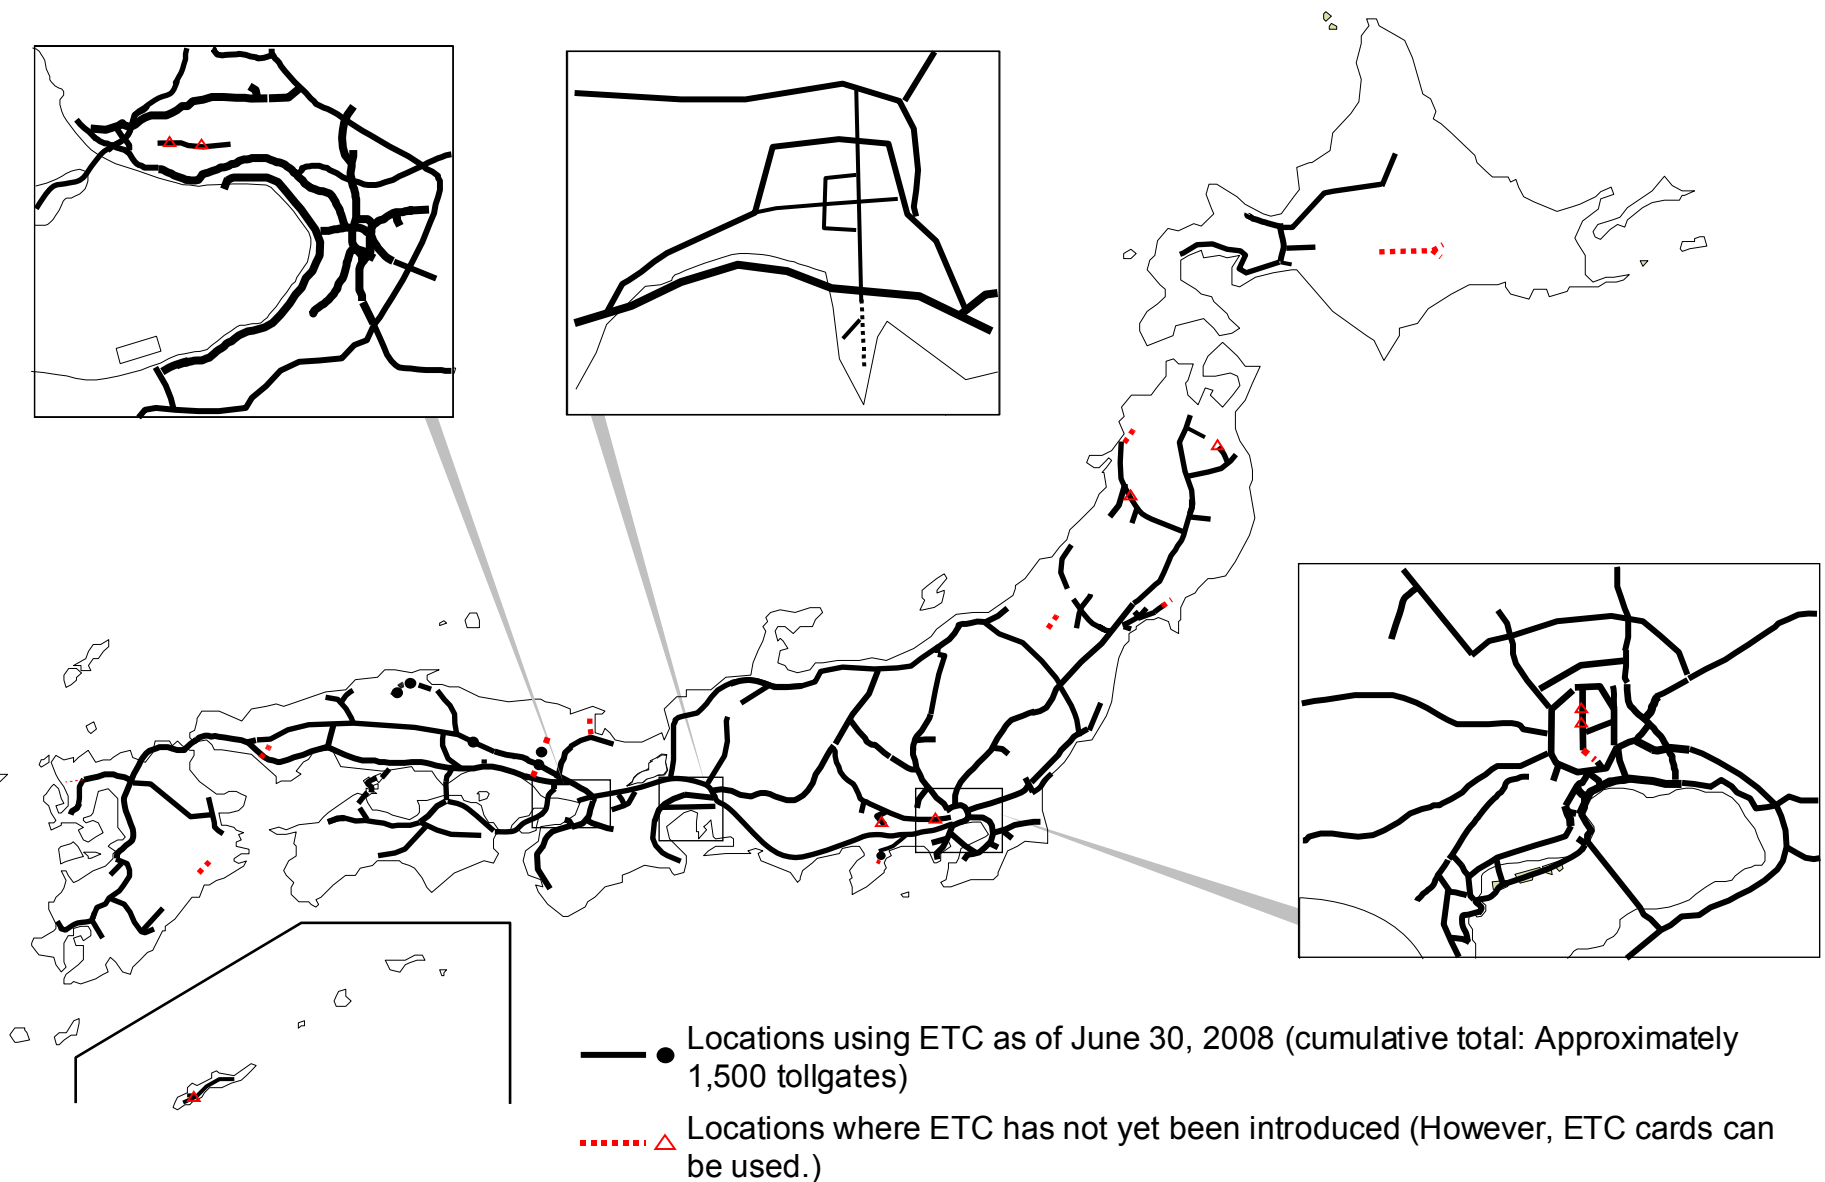 Locations using ETC as of June 30, 2008 (cumulative total: Approximately
1,500 tollgates)
Locations where ETC has not yet been introduced (However, ETC cards can
be used.)